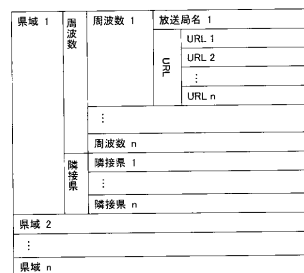 県域 1
周波数
周波数 1
放送局名 1
URL
URL 1
URL 2
⋮
URL n
⋮
周波数 n
隣接県
隣接県 1
⋮
隣接県 n
県域 2
⋮
県域 n